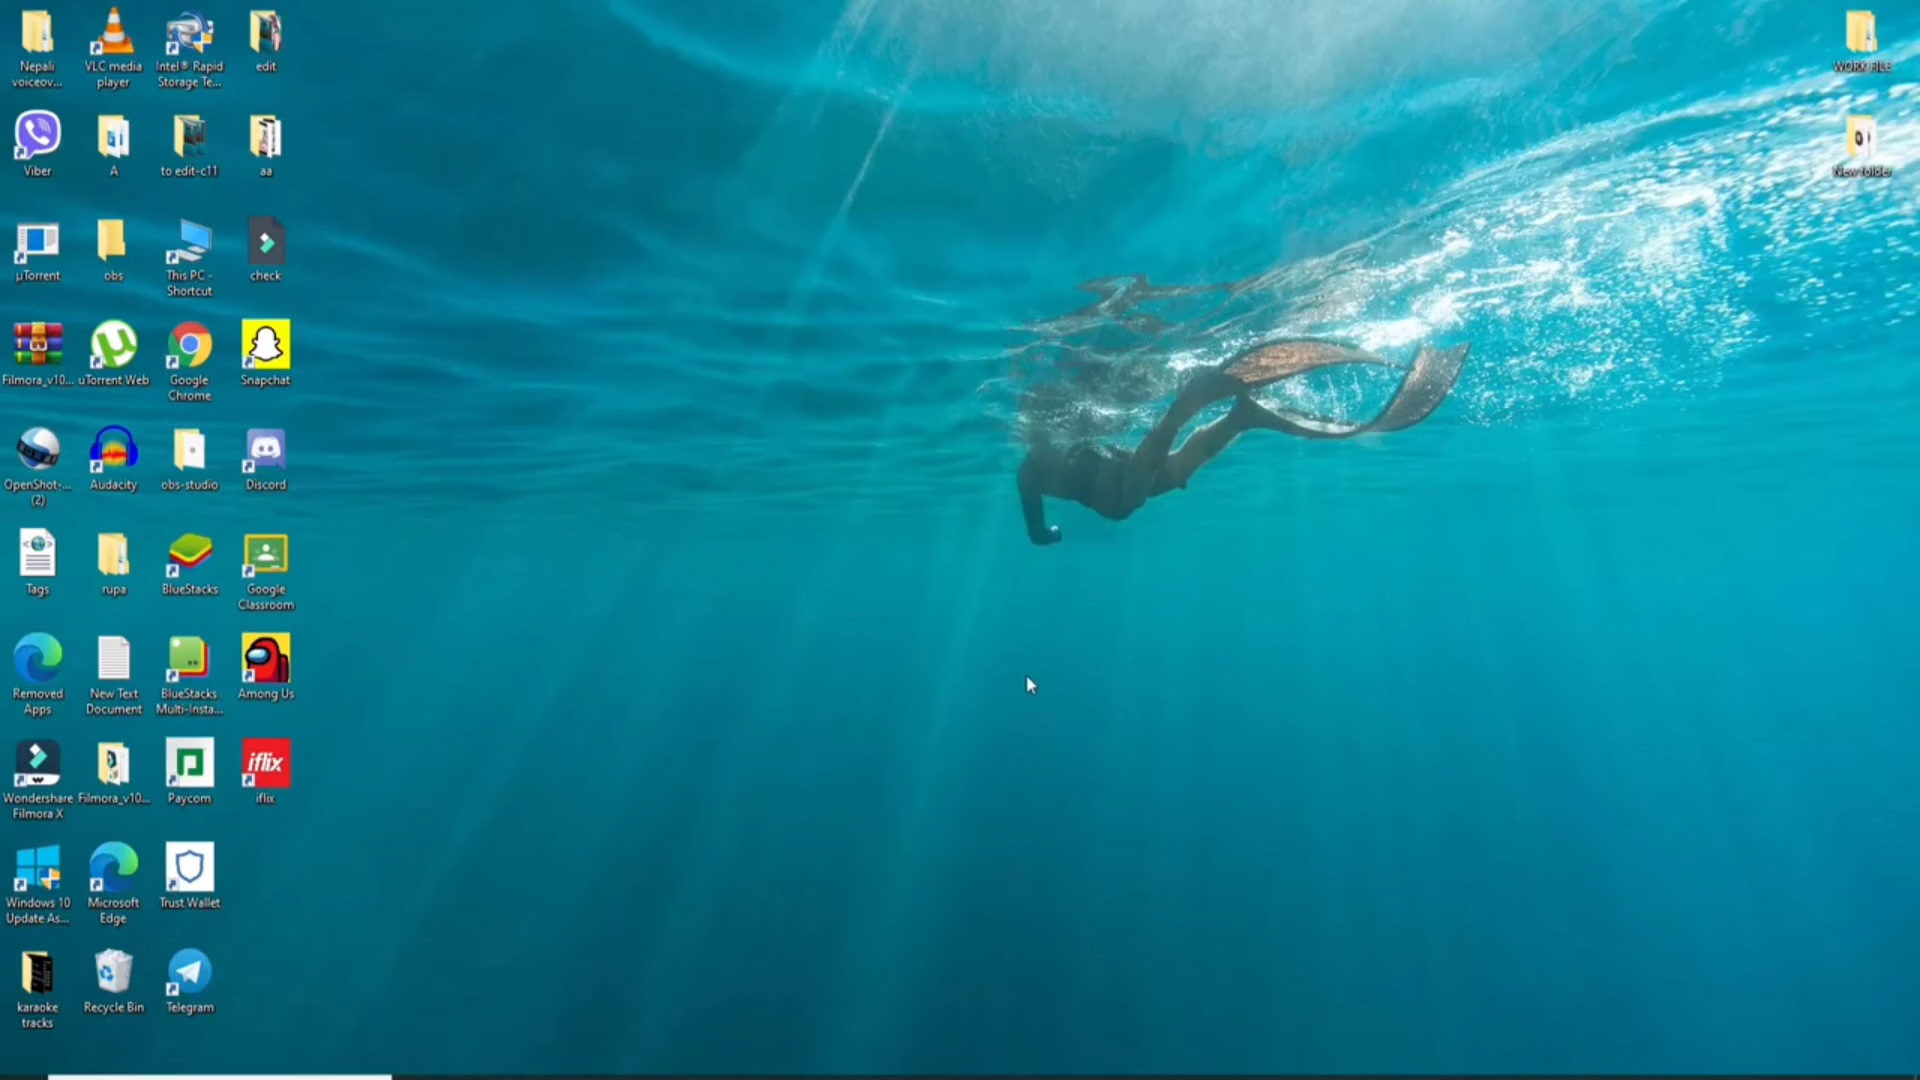 Nepali
voiceov...
VLC media
player
Intel® Rapid
Storage Te...
edit
WORK FILE
Viber
A
to edit-c11
aa
New folder
µTorrent
obs
This PC -
Shortcut
check
Filmora_v10...
uTorrent Web
Google
Chrome
Snapchat
OpenShot-...
(2)
Audacity
obs-studio
Discord
Tags
rupa
BlueStacks
Google
Classroom
Removed
Apps
New Text
Document
BlueStacks
Multi-Insta...
Among Us
Wondershare
Filmora X
Filmora_v10...
Paycom
iflix
iflix
Windows 10
Update As...
Microsoft
Edge
Trust Wallet
karaoke
tracks
Recycle Bin
Telegram